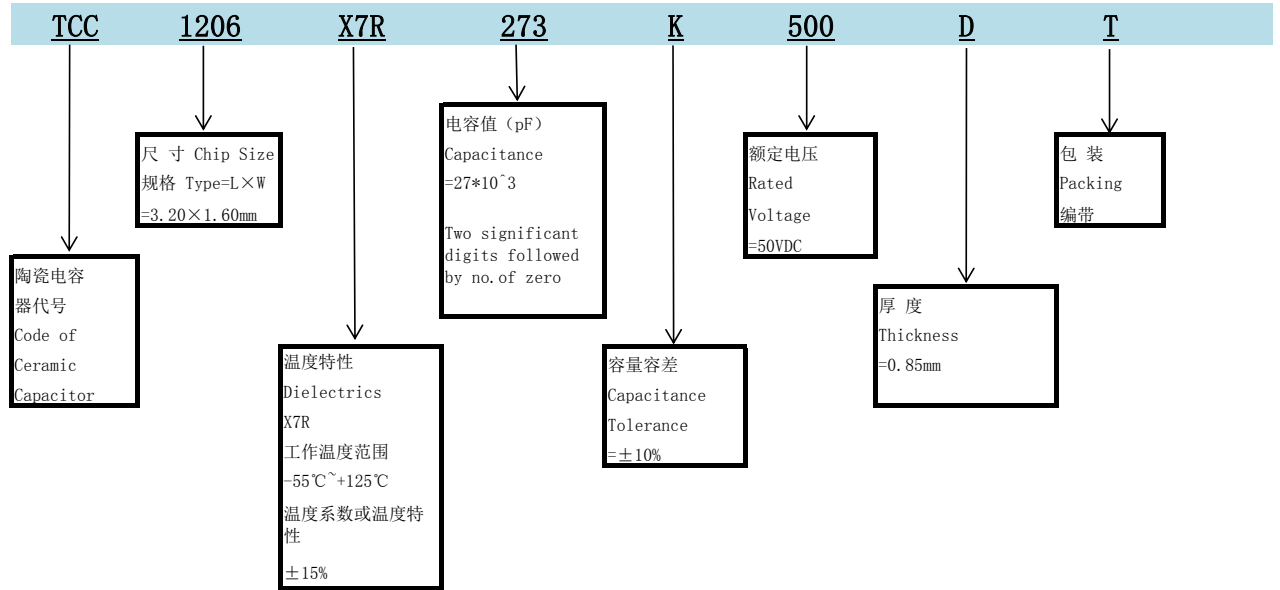 TCC 1206 X7R 273 K 500 D T
陶瓷电容
器代号
Code of
Ceramic
Capacitor
尺 寸 Chip Size
规格 Type=L×W
=3.20×1.60mm
温度特性
Dielectrics
X7R
工作温度范围
-55℃~+125℃
温度系数或温度特
性
±15%
电容值（pF）
Capacitance
=27*10^3
Two significant
digits followed
by no.of zero
容量容差
Capacitance
Tolerance
=±10%
额定电压
Rated
Voltage
=50VDC
厚 度
Thickness
=0.85mm
包 装
Packing
编带